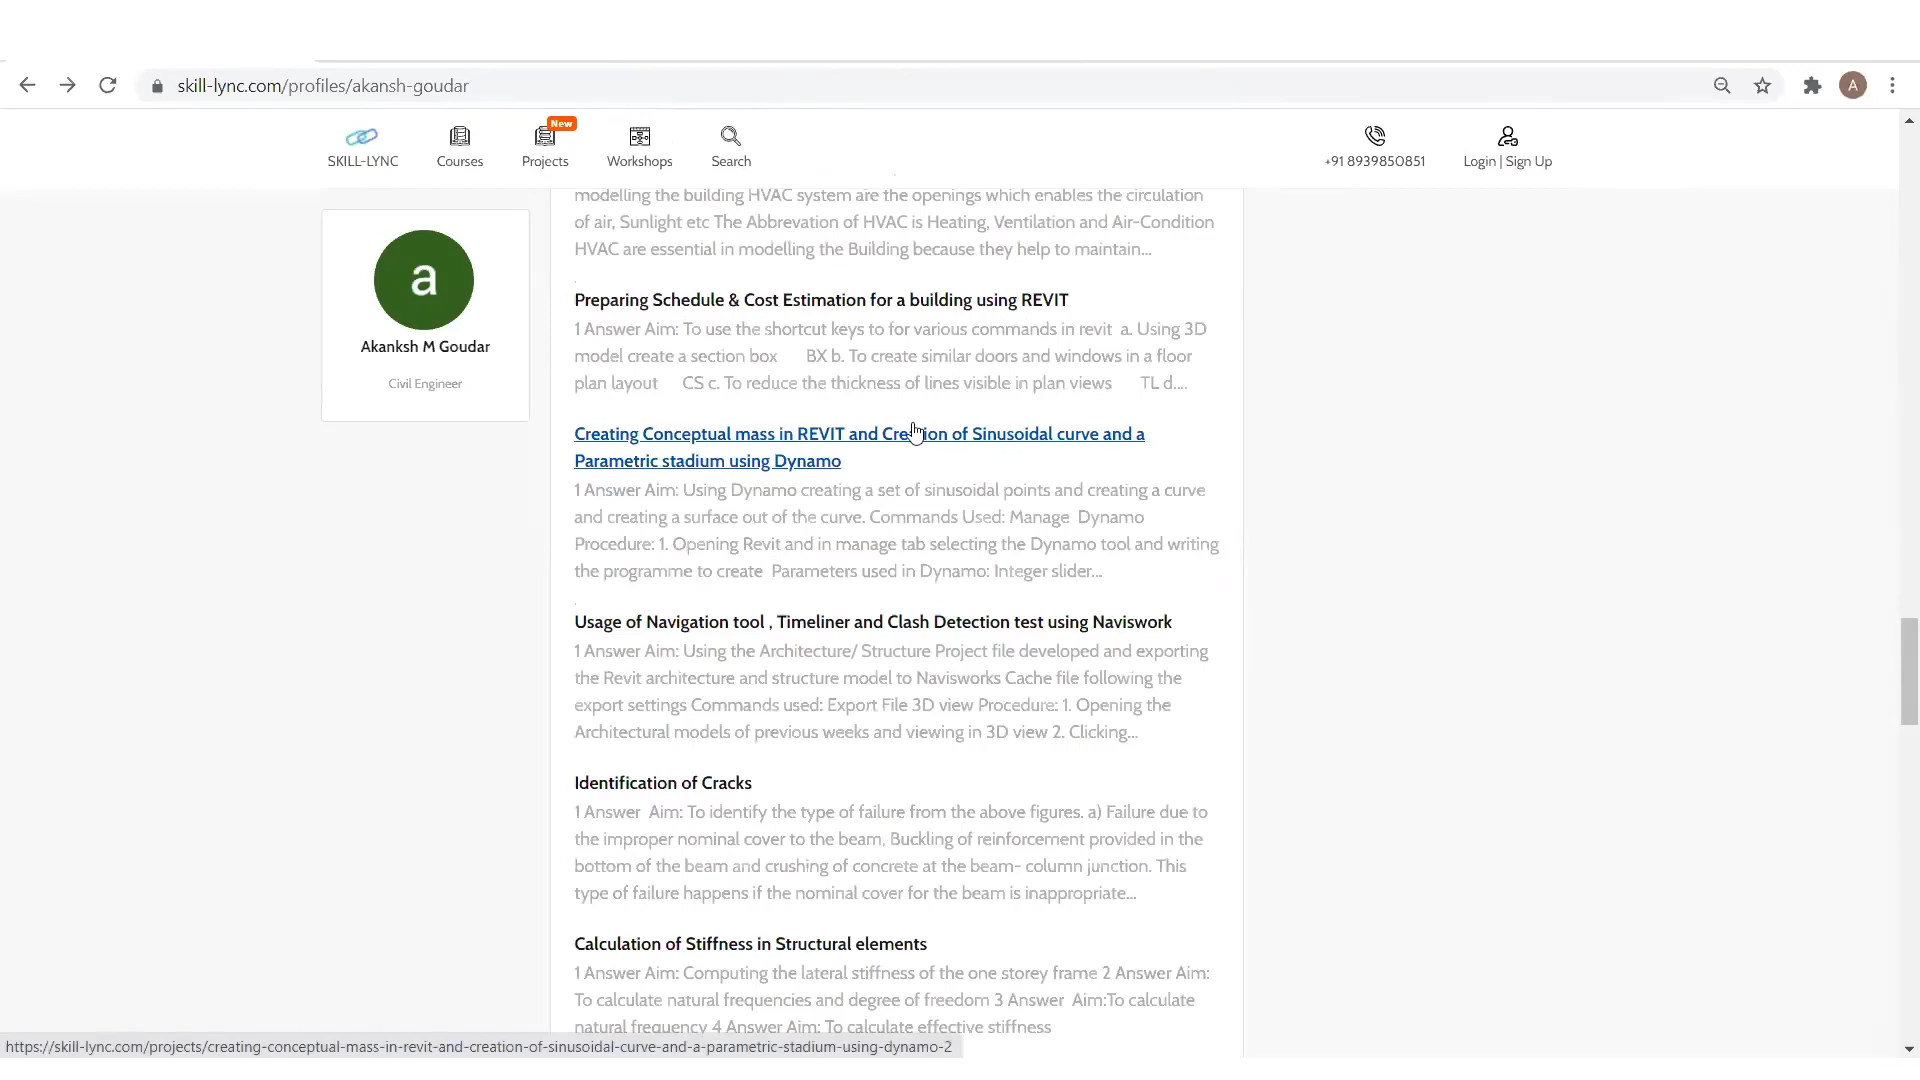 skill-lync.com/profiles/akansh-goudar
A
New
SKILL-LYNC
Courses
Projects
Workshops
Search
+91 8939850851
Login | Sign Up
a
Akanksh M Goudar
Civil Engineer
modelling the building HVAC system are the openings which enables the circulation
of air, Sunlight etc The Abbrevation of HVAC is Heating, Ventilation and Air-Condition
HVAC are essential in modelling the Building because they help to maintain...
Preparing Schedule & Cost Estimation for a building using REVIT
1 Answer Aim: To use the shortcut keys to for various commands in revit a. Using 3D
model create a section box BX b. To create similar doors and windows in a floor
plan layout CS c. To reduce the thickness of lines visible in plan views TL d....
Creating Conceptual mass in REVIT and Creation of Sinusoidal curve and a
Parametric stadium using Dynamo
1 Answer Aim: Using Dynamo creating a set of sinusoidal points and creating a curve
and creating a surface out of the curve. Commands Used: Manage Dynamo
Procedure: 1. Opening Revit and in manage tab selecting the Dynamo tool and writing
the programme to create Parameters used in Dynamo: Integer slider...
Usage of Navigation tool , Timeliner and Clash Detection test using Naviswork
1 Answer Aim: Using the Architecture/ Structure Project file developed and exporting
the Revit architecture and structure model to Navisworks Cache file following the
export settings Commands used: Export File 3D view Procedure: 1. Opening the
Architectural models of previous weeks and viewing in 3D view 2. Clicking...
Identification of Cracks
1 Answer Aim: To identify the type of failure from the above figures. a) Failure due to
the improper nominal cover to the beam, Buckling of reinforcement provided in the
bottom of the beam and crushing of concrete at the beam- column junction. This
type of failure happens if the nominal cover for the beam is inappropriate...
Calculation of Stiffness in Structural elements
1 Answer Aim: Computing the lateral stiffness of the one storey frame 2 Answer Aim:
To calculate natural frequencies and degree of freedom 3 Answer Aim:To calculate
natural frequency 4 Answer Aim: To calculate effective stiffness
https://skill-lync.com/projects/creating-conceptual-mass-in-revit-and-creation-of-sinusoidal-curve-and-a-parametric-stadium-using-dynamo-2